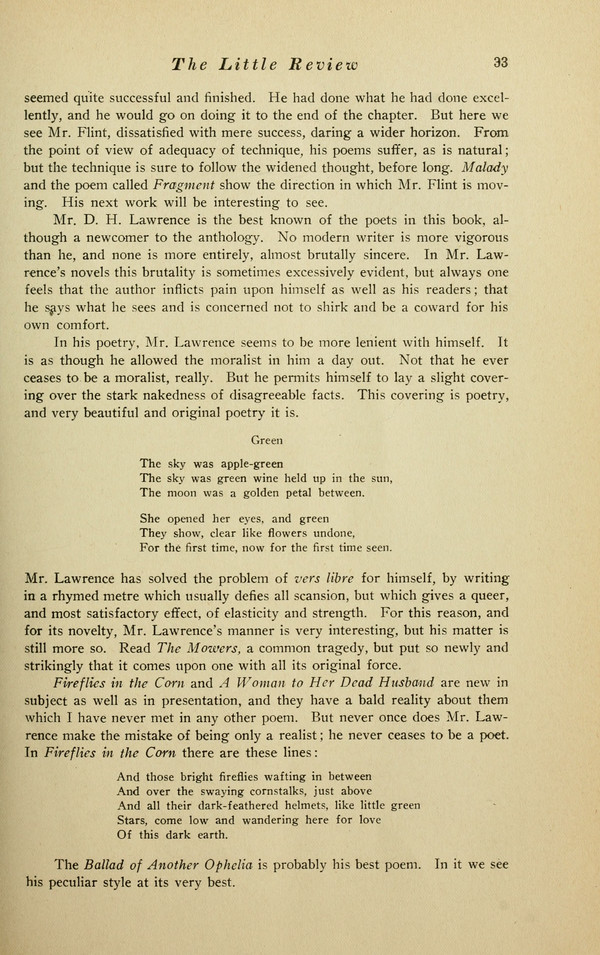 The Little Review 33
seemed quite successful and finished. He had done what he had done excel-
lently, and he would go on doing it to the end of the chapter. But here we
see Mr. Flint, dissatisfied with mere success, daring a wider horizon. From
the point of view of adequacy of technique, his poems suffer, as is natural;
but the technique is sure to follow the widened thought, before long. Malady
and the poem called Fragment show the direction in which Mr. Flint is mov-
ing. His next work will be interesting to see.
Mr. D. H. Lawrence is the best known of the poets in this book, al-
though a newcomer to the anthology. No modern writer is more vigorous
than he, and none is more entirely, almost brutally sincere. In Mr. Law-
rence's novels this brutality is sometimes excessively evident, but always one
feels that the author inflicts pain upon himself as well as his readers; that
he says what he sees and is concerned not to shirk and be a coward for his
own comfort.
In his poetry, Mr. Lawrence seems to be more lenient with himself. It
is as though he allowed the moralist in him a day out. Not that he ever
ceases to be a moralist, really. But he permits himself to lay a slight cover-
ing over the stark nakedness of disagreeable facts. This covering is poetry,
and very beautiful and original poetry it is.
Green
The sky was apple-green
The sky was green wine held up in the sun,
The moon was a golden petal between.
She opened her eyes, and green
They show, clear like flowers undone,
For the first time, now for the first time seen.
Mr. Lawrence has solved the problem of vers libre for himself, by writing
in a rhymed metre which usually defies all scansion, but which gives a queer,
and most satisfactory effect, of elasticity and strength. For this reason, and
for its novelty, Mr. Lawrence's manner is very interesting, but his matter is
still more so. Read The Mowers, a common tragedy, but put so newly and
strikingly that it comes upon one with all its original force.
Fireflies in the Corn and A Woman to Her Dead Husband are new in
subject as well as in presentation, and they have a bald reality about them
which I have never met in any other poem. But never once does Mr. Law-
rence make the mistake of being only a realist; he never ceases to be a poet.
In Fireflies in the Corn there are these lines:
And those bright fireflies wafting in between
And over the swaying cornstalks, just above
And all their dark-feathered helmets, like little green
Stars, come low and wandering here for love
Of this dark earth.
The Ballad of Another Ophelia is probably his best poem. In it we see
his peculiar style at its very best.